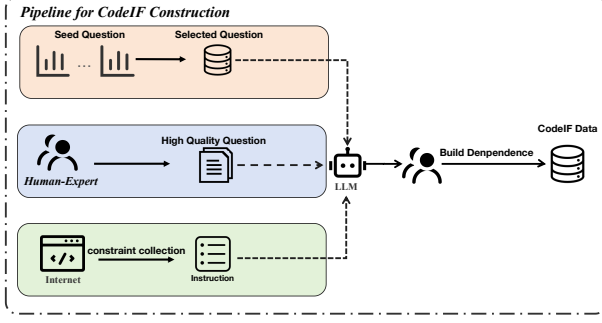 Pipeline for CodeIF Construction
Seed Question
Selected Question
...
High Quality Question
Human-Expert
LLM
Build Denpendence
CodeIF Data
constraint collection
</>
Internet
Instruction